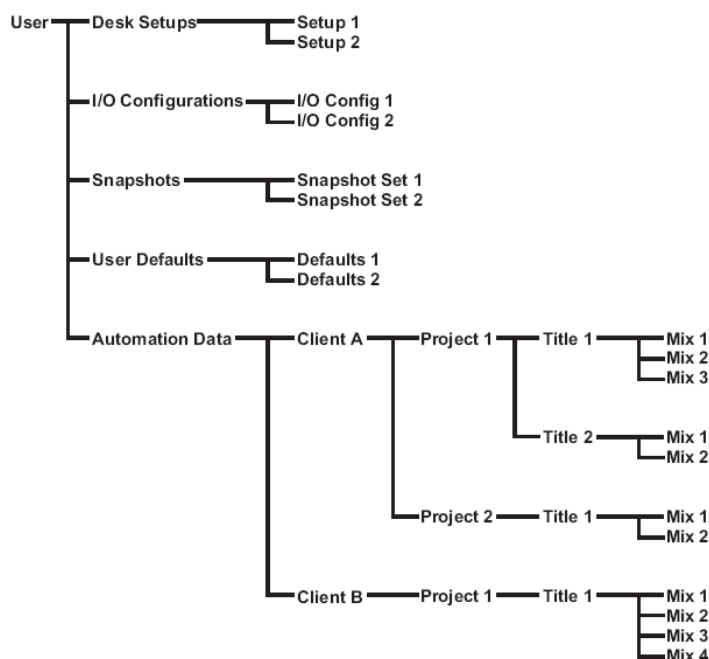 User Desk Setups Setup 1
Setup 2
I/O Configurations I/O Config 1
I/O Config 2
Snapshots Snapshot Set 1
Snapshot Set 2
User Defaults Defaults 1
Defaults 2
Automation Data Client A Project 1 Title 1 Mix 1
Mix 2
Mix 3
Title 2 Mix 1
Mix 2
Project 2 Title 1 Mix 1
Mix 2
Client B Project 1 Title 1 Mix 1
Mix 2
Mix 3
Mix 4